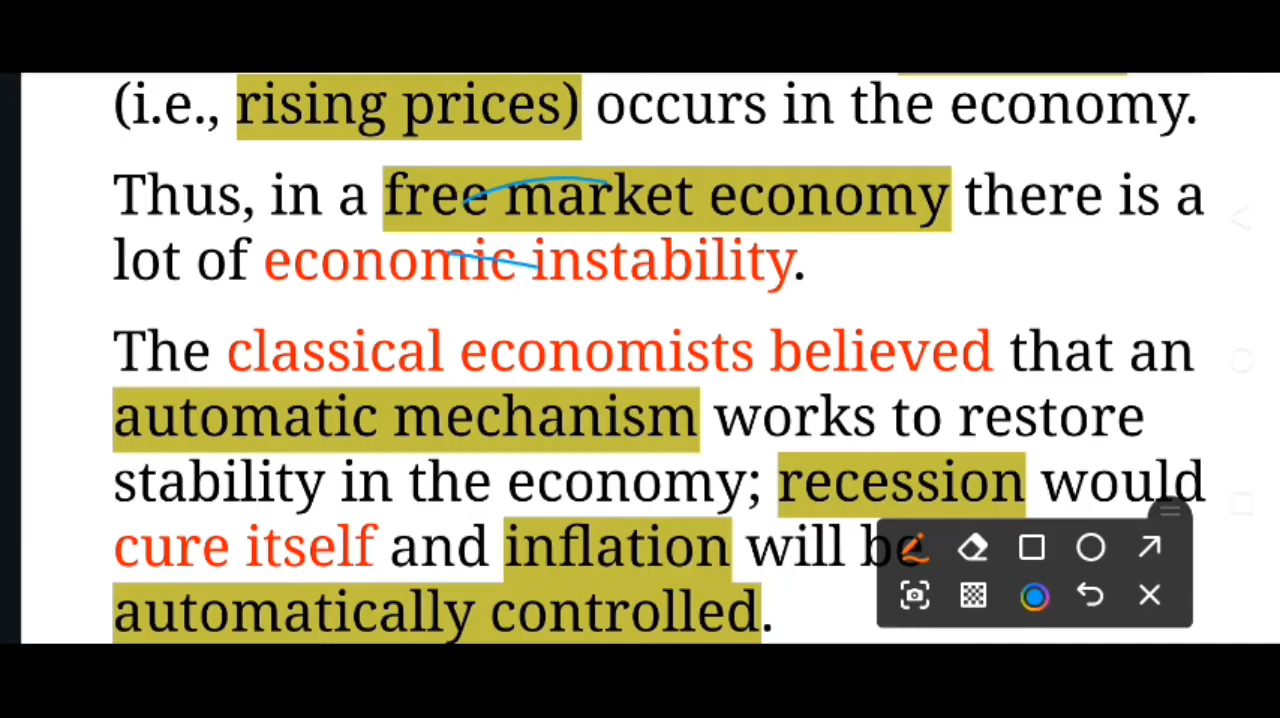 (i.e., rising prices) occurs in the economy.
Thus, in a free market economy there is a
lot of economic instability.
The classical economists believed that an
automatic mechanism works to restore
stability in the economy; recession would
cure itself and inflation will be
automatically controlled.